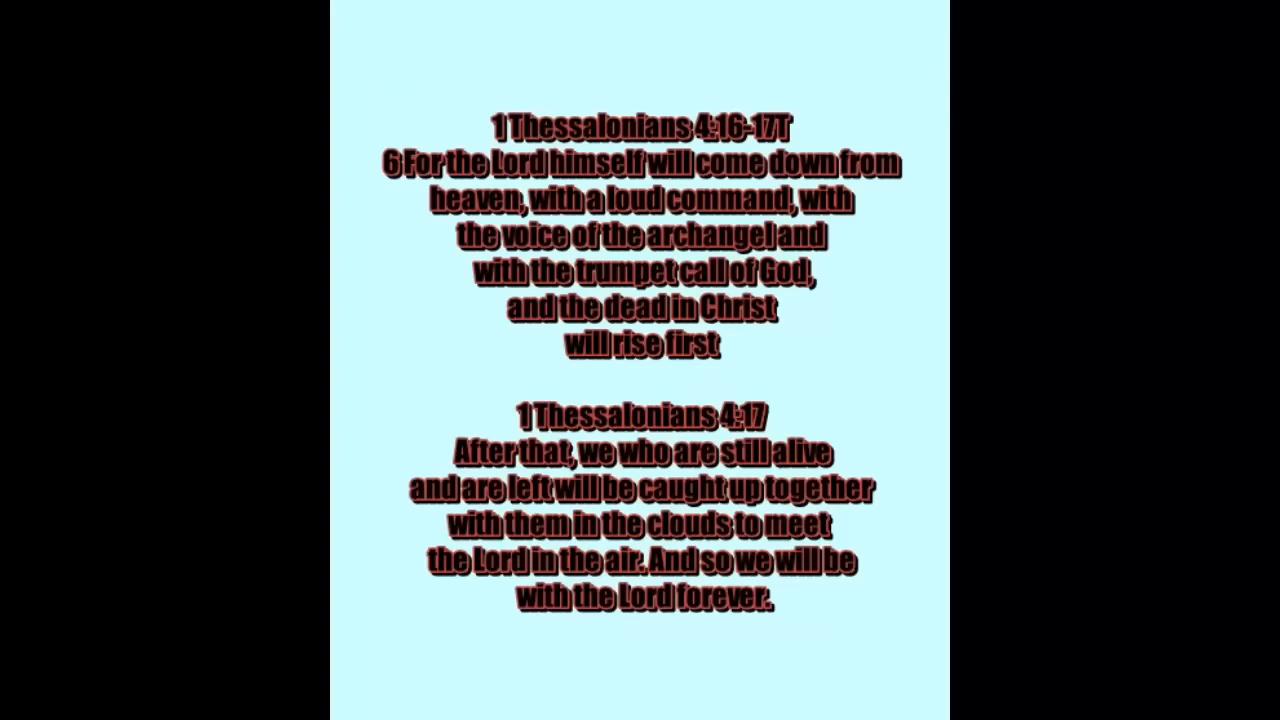 1 Thessalonians 4:16-17T
6 For the Lord himself will come down from
heaven, with a loud command, with
the voice of the archangel and
with the trumpet call of God,
and the dead in Christ
will rise first
1 Thessalonians 4:17
After that, we who are still alive
and are left will be caught up together
with them in the clouds to meet
the Lord in the air. And so we will be
with the Lord forever.